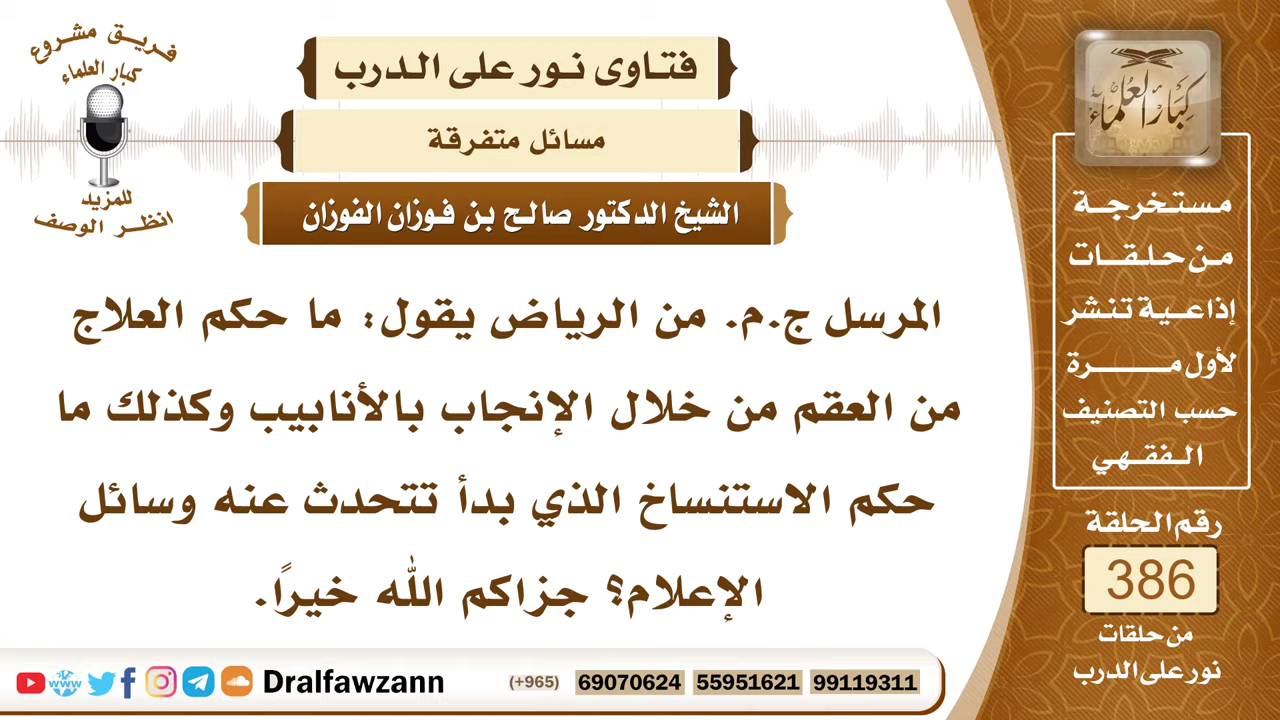 فريق مشروع
كبار العلماء
للمزيد
انظر الوصف
فتاوى نور على الدرب
مسائل متفرقة
الشيخ الدكتور صالح بن فوزان الفوزان
المرسل ج.م. من الرياض يقول: ما حكم العلاج
من العقم من خلال الإنجاب بالأنابيب وكذلك ما
حكم الاستنساخ الذي بدأ تتحدث عنه وسائل
الإعلام؟ جزاكم الله خيرًا.
كبار العلماء
مستخرجة
من حلقات
إذاعية تنشر
لأول مرة
حسب التصنيف
الفقهي
رقم الحلقة
386
من حلقات
نور على الدرب
www
Dralfawzann (+965) 69070624 55951621 99119311